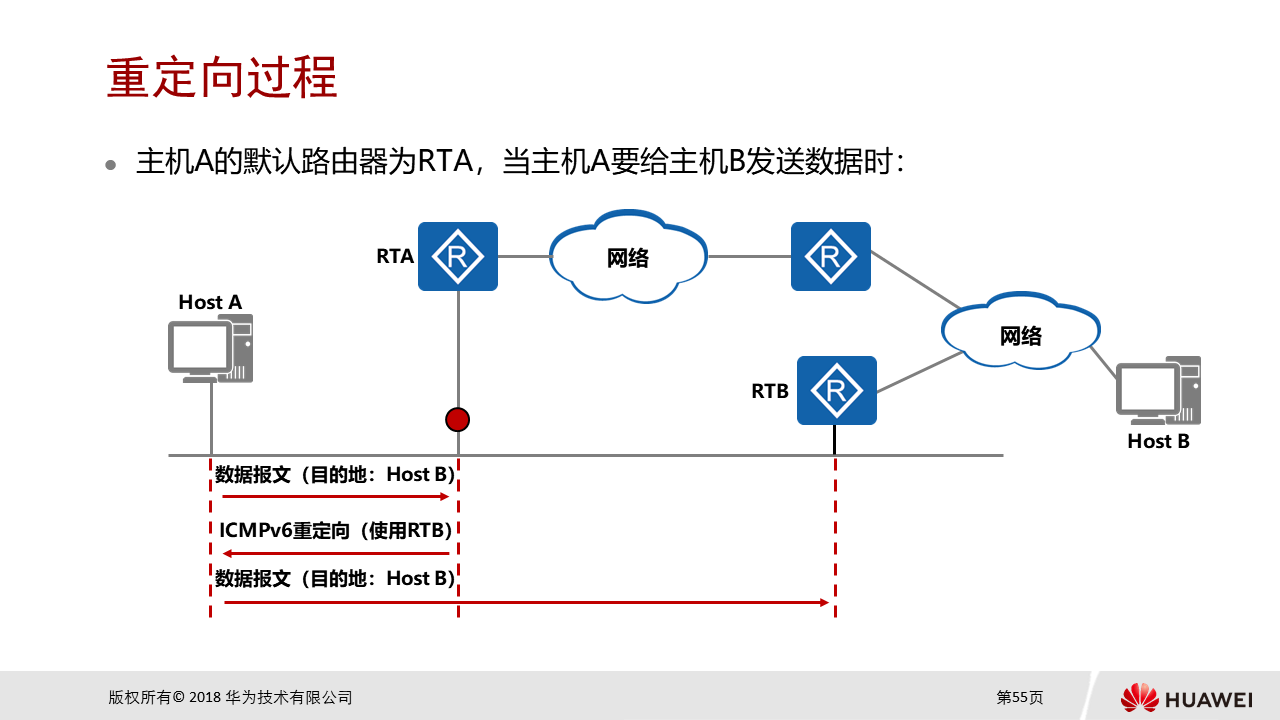 重定向过程
主机A的默认路由器为RTA，当主机A要给主机B发送数据时：
RTA
R
网络
R
Host A
网络
RTB
R
Host B
数据报文（目的地：Host B）
ICMPv6重定向（使用RTB）
数据报文（目的地：Host B）
版权所有© 2018 华为技术有限公司
第55页
HUAWEI